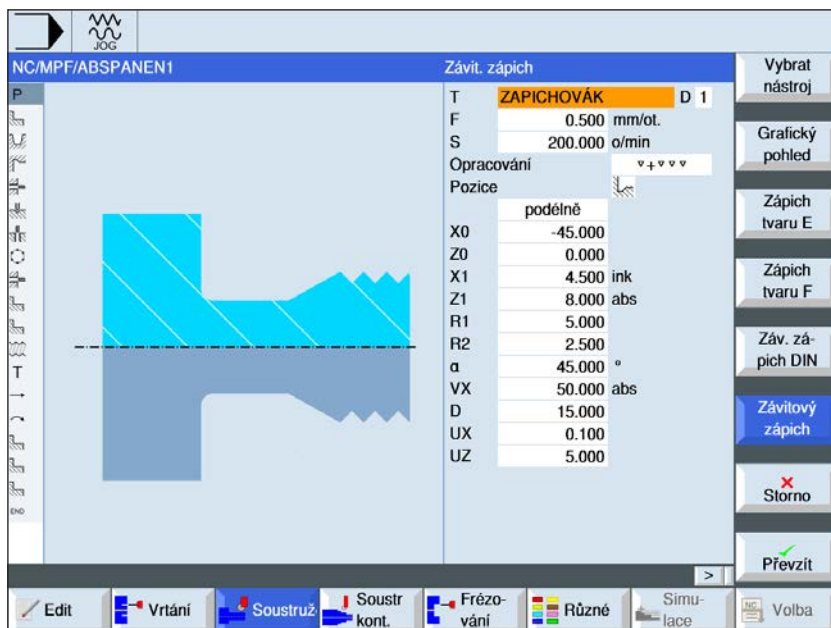 JOG
NC/MPF/ABSPANEN1
Závit. zápich
P
T ZAPICHOVÁK D 1
F 0.500 mm/ot.
S 200.000 o/min
Opracování
Pozice
podélně
X0 -45.000
Z0 0.000
X1 4.500 ink
Z1 8.000 abs
R1 5.000
R2 2.500
α 45.000 °
VX 50.000 abs
D 15.000
UX 0.100
UZ 5.000
T
END
Vybrat
nástroj
Grafický
pohled
Zápich
tvaru E
Zápich
tvaru F
Záv. zá-
pich DIN
Závitový
zápich
Storno
Převzít
>
Edit
Vrtání
Soustruž
Soustr
kont.
Frézo-
vání
Různé
Simu-
lace
NC
Volba